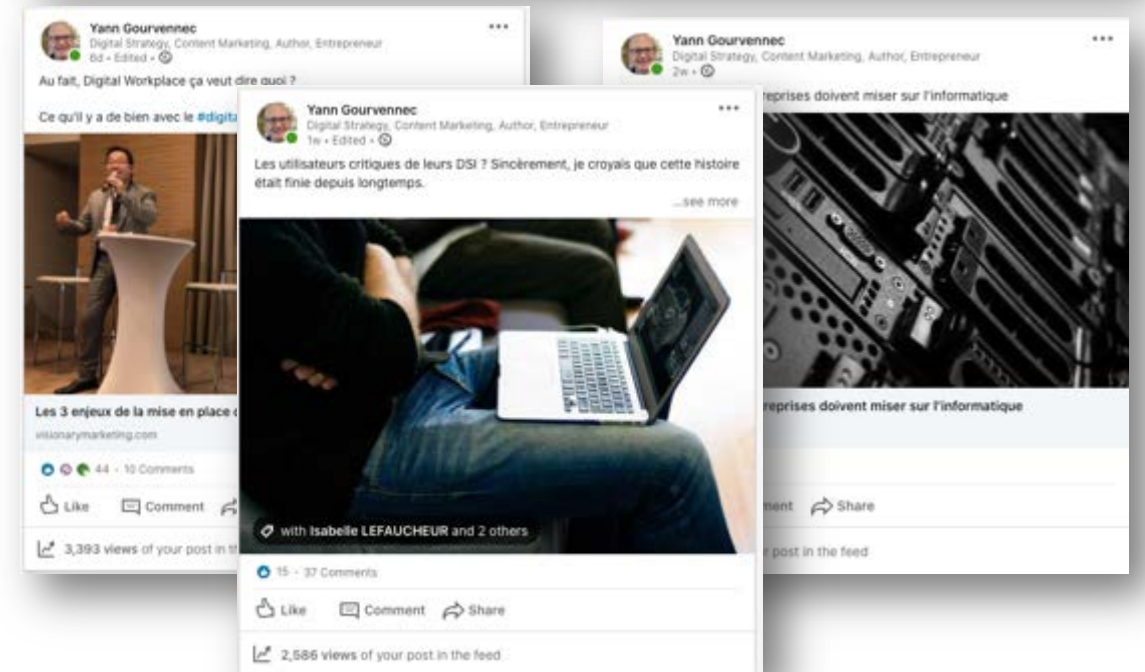 Yann Gourvennec
Digital Strategy, Content Marketing, Author, Entrepreneur
6d • Edited •
Au fait, Digital Workplace ça veut dire quoi ?
Ce qu'il y a de bien avec le #digita
Les 3 enjeux de la mise en place
visionarymarketing.com
44 · 10 Comments
Like Comment
3,393 views of your post in
Yann Gourvennec
Digital Strategy, Content Marketing, Author, Entrepreneur
1w • Edited •
Les utilisateurs critiques de leurs DSI ? Sincèrement, je croyais que cette histoire
était finie depuis longtemps.
...see more
with Isabelle LEFAUCHEUR and 2 others
15 · 37 Comments
Like Comment Share
2,586 views of your post in the feed
Yann Gourvennec
Digital Strategy, Content Marketing, Author, Entrepreneur
2w •
reprises doivent miser sur l'informatique
reprises doivent miser sur l'informatique
ment Share
r post in the feed